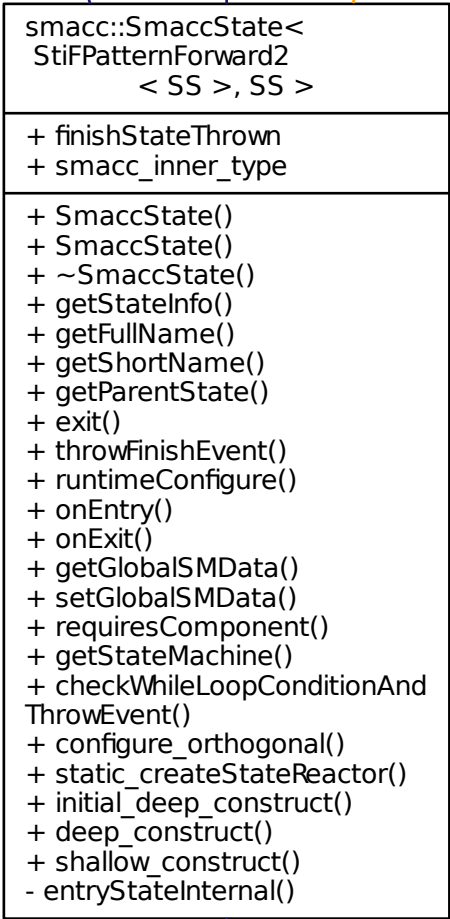 smacc::SmaccState<
StiFPatternForward2
< SS >, SS >
+ finishStateThrown
+ smacc_inner_type
+ SmaccState()
+ SmaccState()
+ ~SmaccState()
+ getStateInfo()
+ getFullName()
+ getShortName()
+ getParentState()
+ exit()
+ throwFinishEvent()
+ runtimeConfigure()
+ onEntry()
+ onExit()
+ getGlobalSMData()
+ setGlobalSMData()
+ requiresComponent()
+ getStateMachine()
+ checkWhileLoopConditionAnd
ThrowEvent()
+ configure_orthogonal()
+ static_createStateReactor()
+ initial_deep_construct()
+ deep_construct()
+ shallow_construct()
- entryStateInternal()